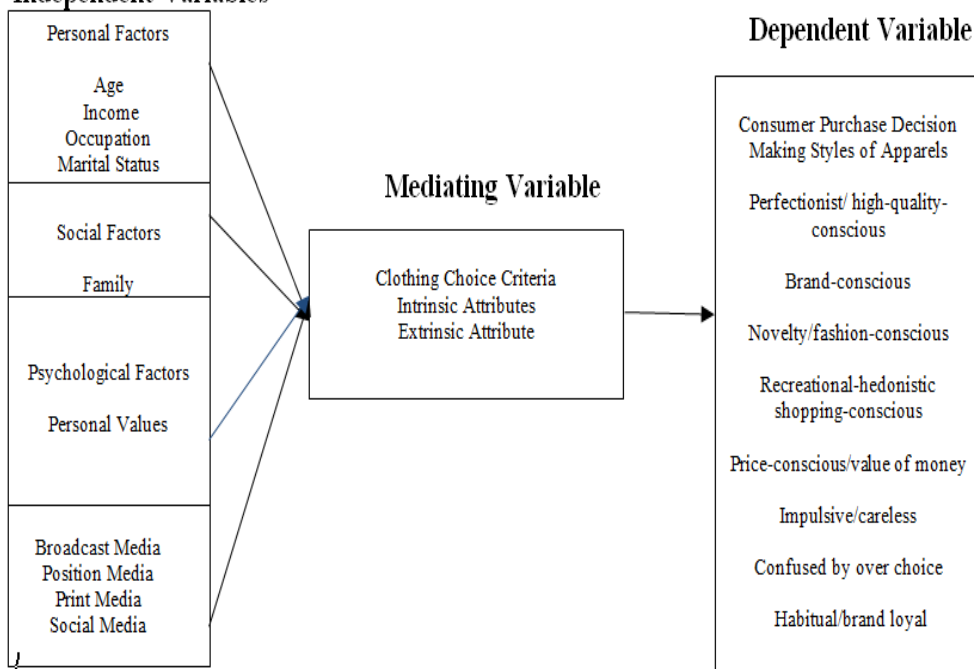 Independent Variables
Personal Factors
Age
Income
Occupation
Marital Status
Social Factors
Family
Psychological Factors
Personal Values
Broadcast Media
Position Media
Print Media
Social Media
Mediating Variable
Clothing Choice Criteria
Intrinsic Attributes
Extrinsic Attribute
Dependent Variable
Consumer Purchase Decision
Making Styles of Apparels
Perfectionist/ high-quality-
conscious
Brand-conscious
Novelty/fashion-conscious
Recreational-hedonistic
shopping-conscious
Price-conscious/value of money
Impulsive/careless
Confused by over choice
Habitual/brand loyal